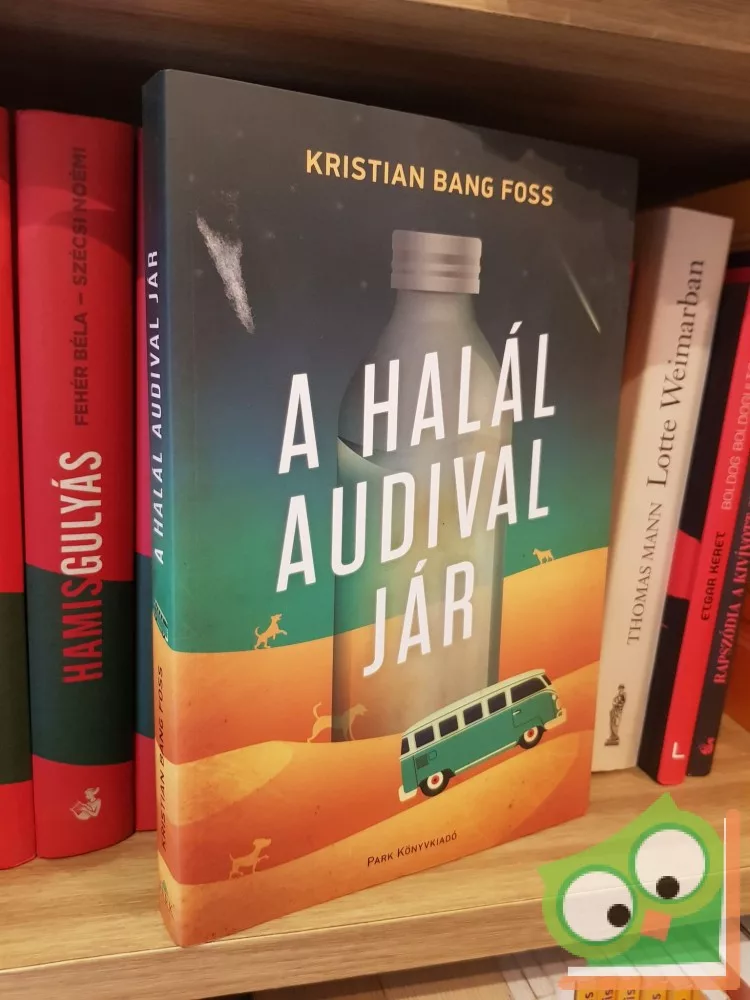 KRISTIAN BANG FOSS
A HALÁL
AUDIVAL
JÁR
PARK KÖNYVKIADÓ
A HALÁL AUDIVAL JÁR
KRISTIAN BANG FOSS
FEHÉR BÉLA – SZÉCSI NOÉMI
HAMISGULYÁS
THOMAS MANN Lotte Weimarban
ETGAR KERET
RAPSZÓDIA A